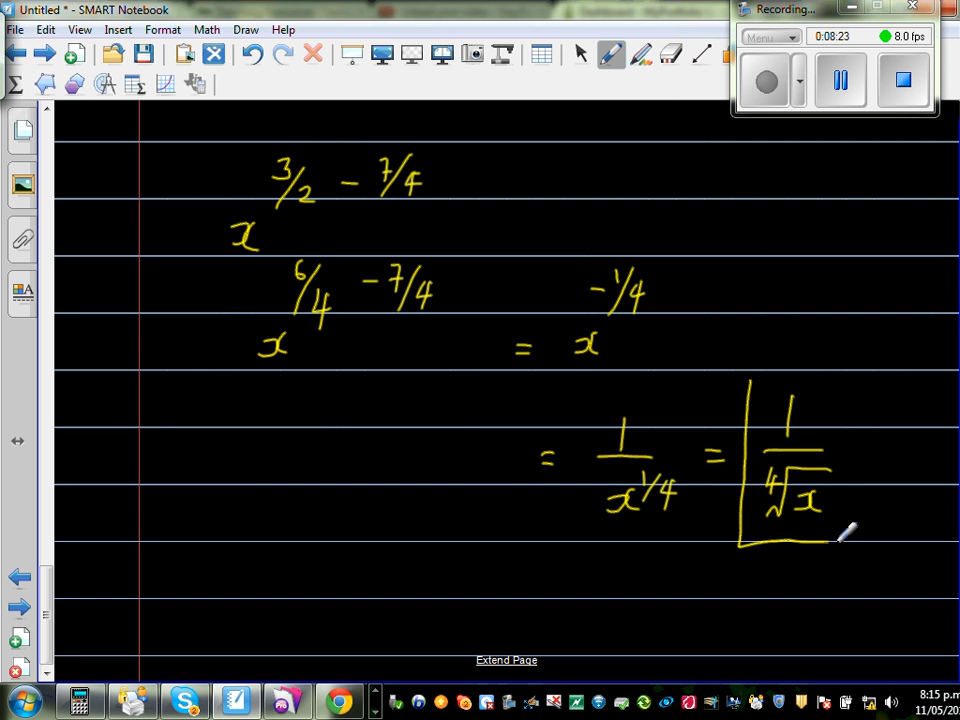 Untitled * - SMART Notebook
Recording...
File Edit View Insert Format Math Draw Help
Menu 0:08:23 8.0 fps
x^{3/2 - 7/4}
x^{6/4 - 7/4} = x^{-1/4}
= 1/x^{1/4} = 1/∜x
Extend Page
8:15 p.m
11/05/20